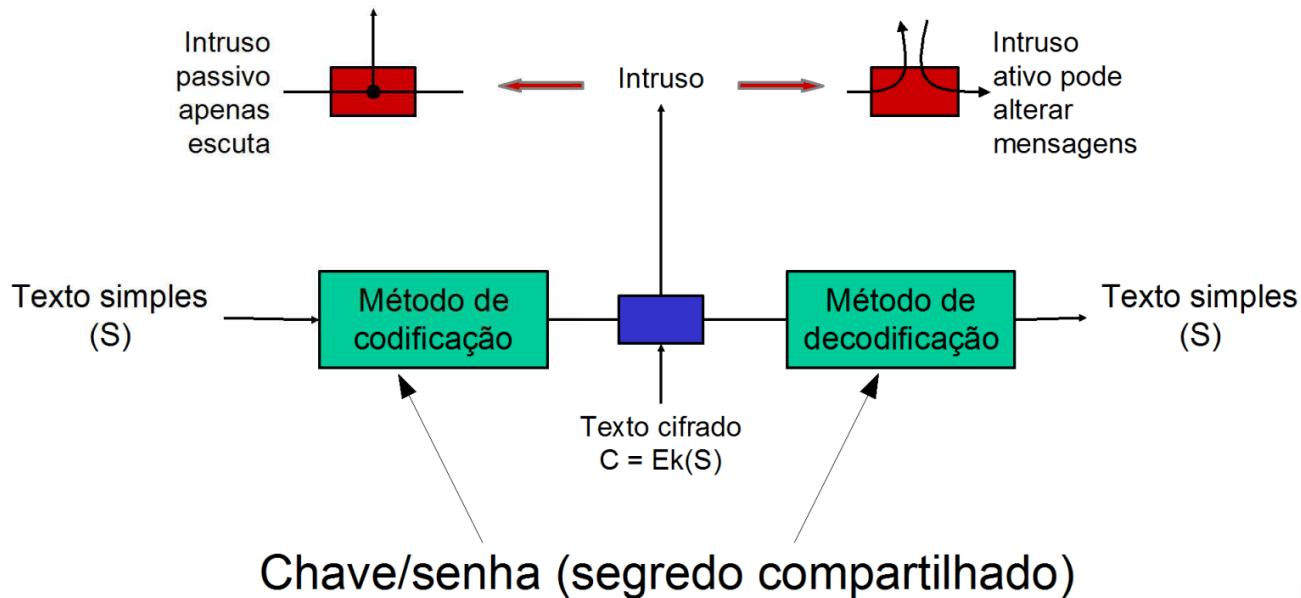 Intruso
passivo
apenas
escuta
Intruso
Intruso
ativo pode
alterar
mensagens
Texto simples
(S)
Método de
codificação
Método de
decodificação
Texto simples
(S)
Texto cifrado
C = Ek(S)
Chave/senha (segredo compartilhado)